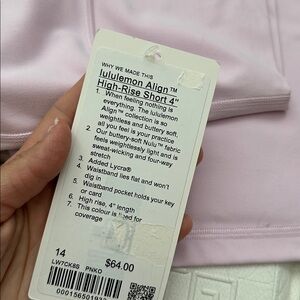 WHY WE MADE THIS
lululemon Align™
High-Rise Short 4"
1. When feeling nothing is
everything. The lululemon
Align™ collection is so
weightless and buttery soft,
all you feel is your practice
2. Our buttery-soft Nulu™ fabric
feels weightlessly light and is
sweat-wicking and four-way
stretch
3. Added Lycra®
4. Waistband lies flat and won't
dig in
5. Waistband pocket holds your key
or card
6. High rise, 4" length
7. This colour is lined for
coverage
14
$64.00
LW7CK8S PNKO